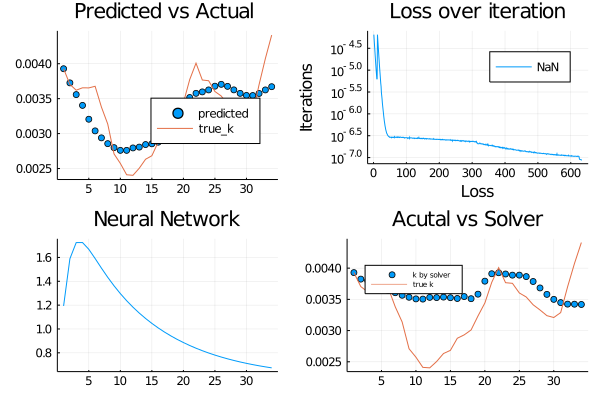 Predicted vs Actual
0.0040
0.0035
0.0030
0.0025
predicted
true_k
5 10 15 20 25 30
Loss over iteration
10^-4.5
10^-5.0
10^-5.5
10^-6.0
10^-6.5
10^-7.0
Iterations
NaN
0 100 200 300 400 500 600
Loss
Neural Network
1.6
1.4
1.2
1.0
0.8
5 10 15 20 25 30
Acutal vs Solver
0.0040
0.0035
0.0030
0.0025
k by solver
true k
5 10 15 20 25 30